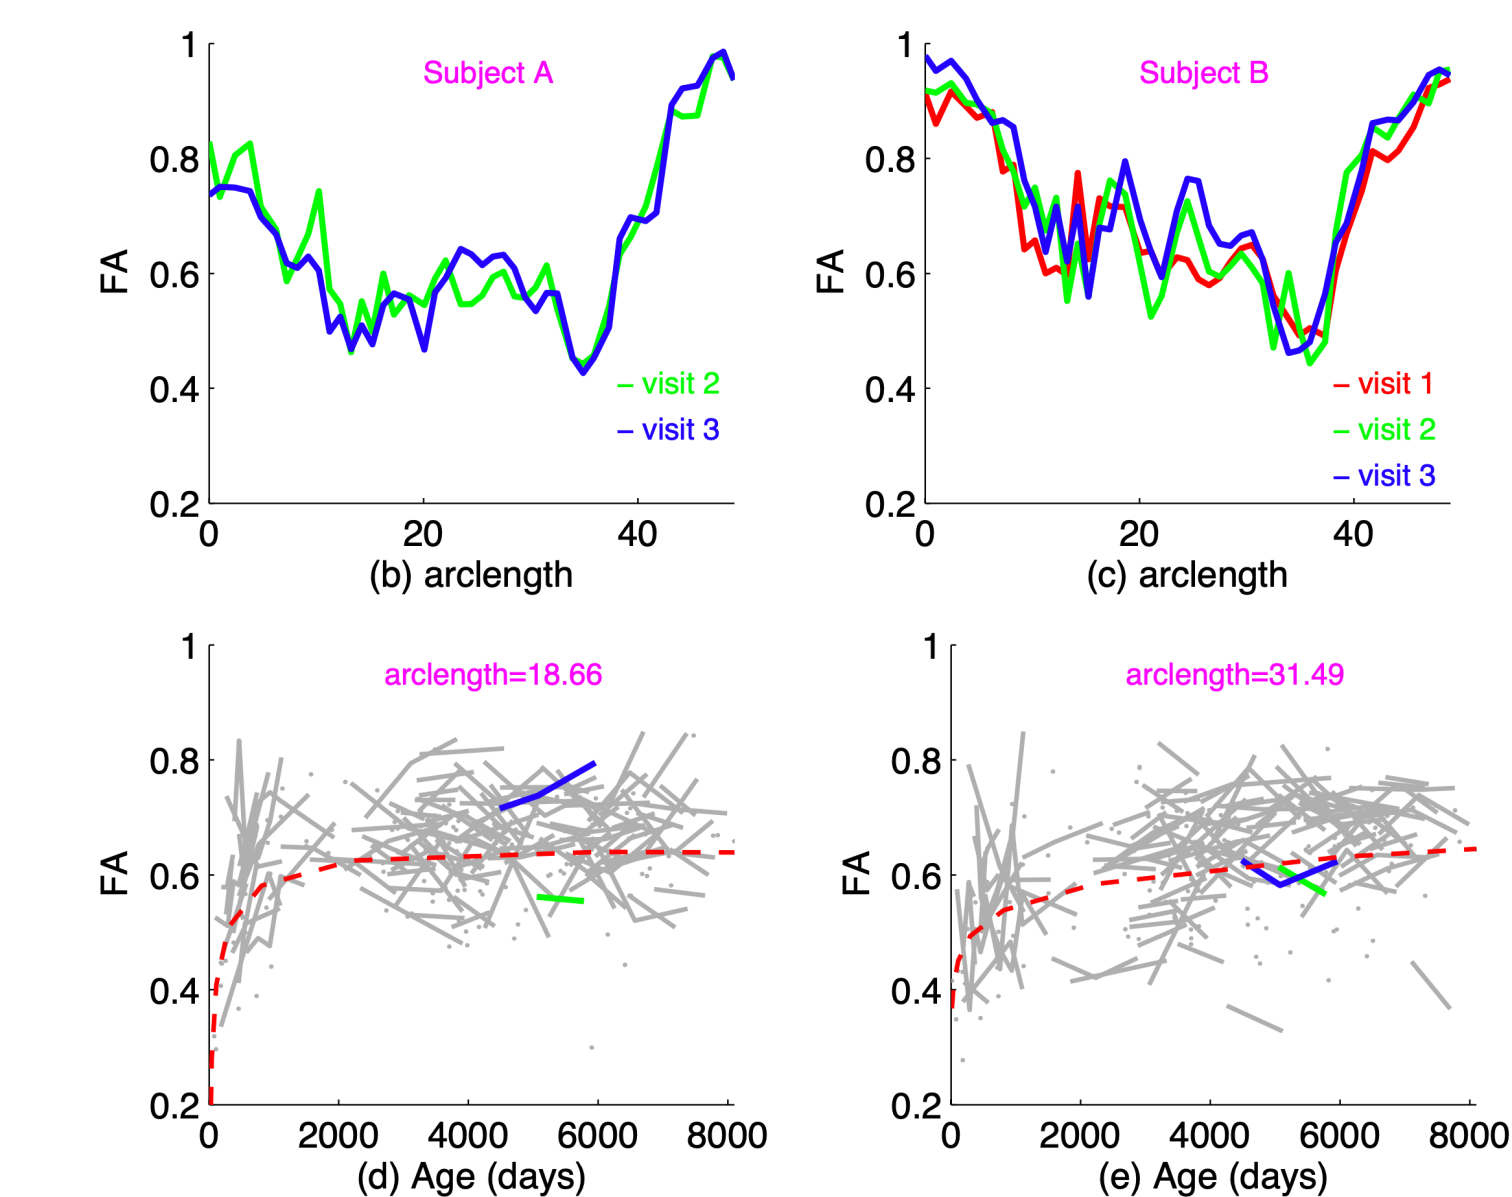 Subject A
1
0.8
0.6
0.4
0.2
FA
– visit 2
– visit 3
0 20 40
(b) arclength
Subject B
1
0.8
0.6
0.4
0.2
FA
– visit 1
– visit 2
– visit 3
0 20 40
(c) arclength
arclength=18.66
1
0.8
0.6
0.4
0.2
FA
0 2000 4000 6000 8000
(d) Age (days)
arclength=31.49
1
0.8
0.6
0.4
0.2
FA
0 2000 4000 6000 8000
(e) Age (days)